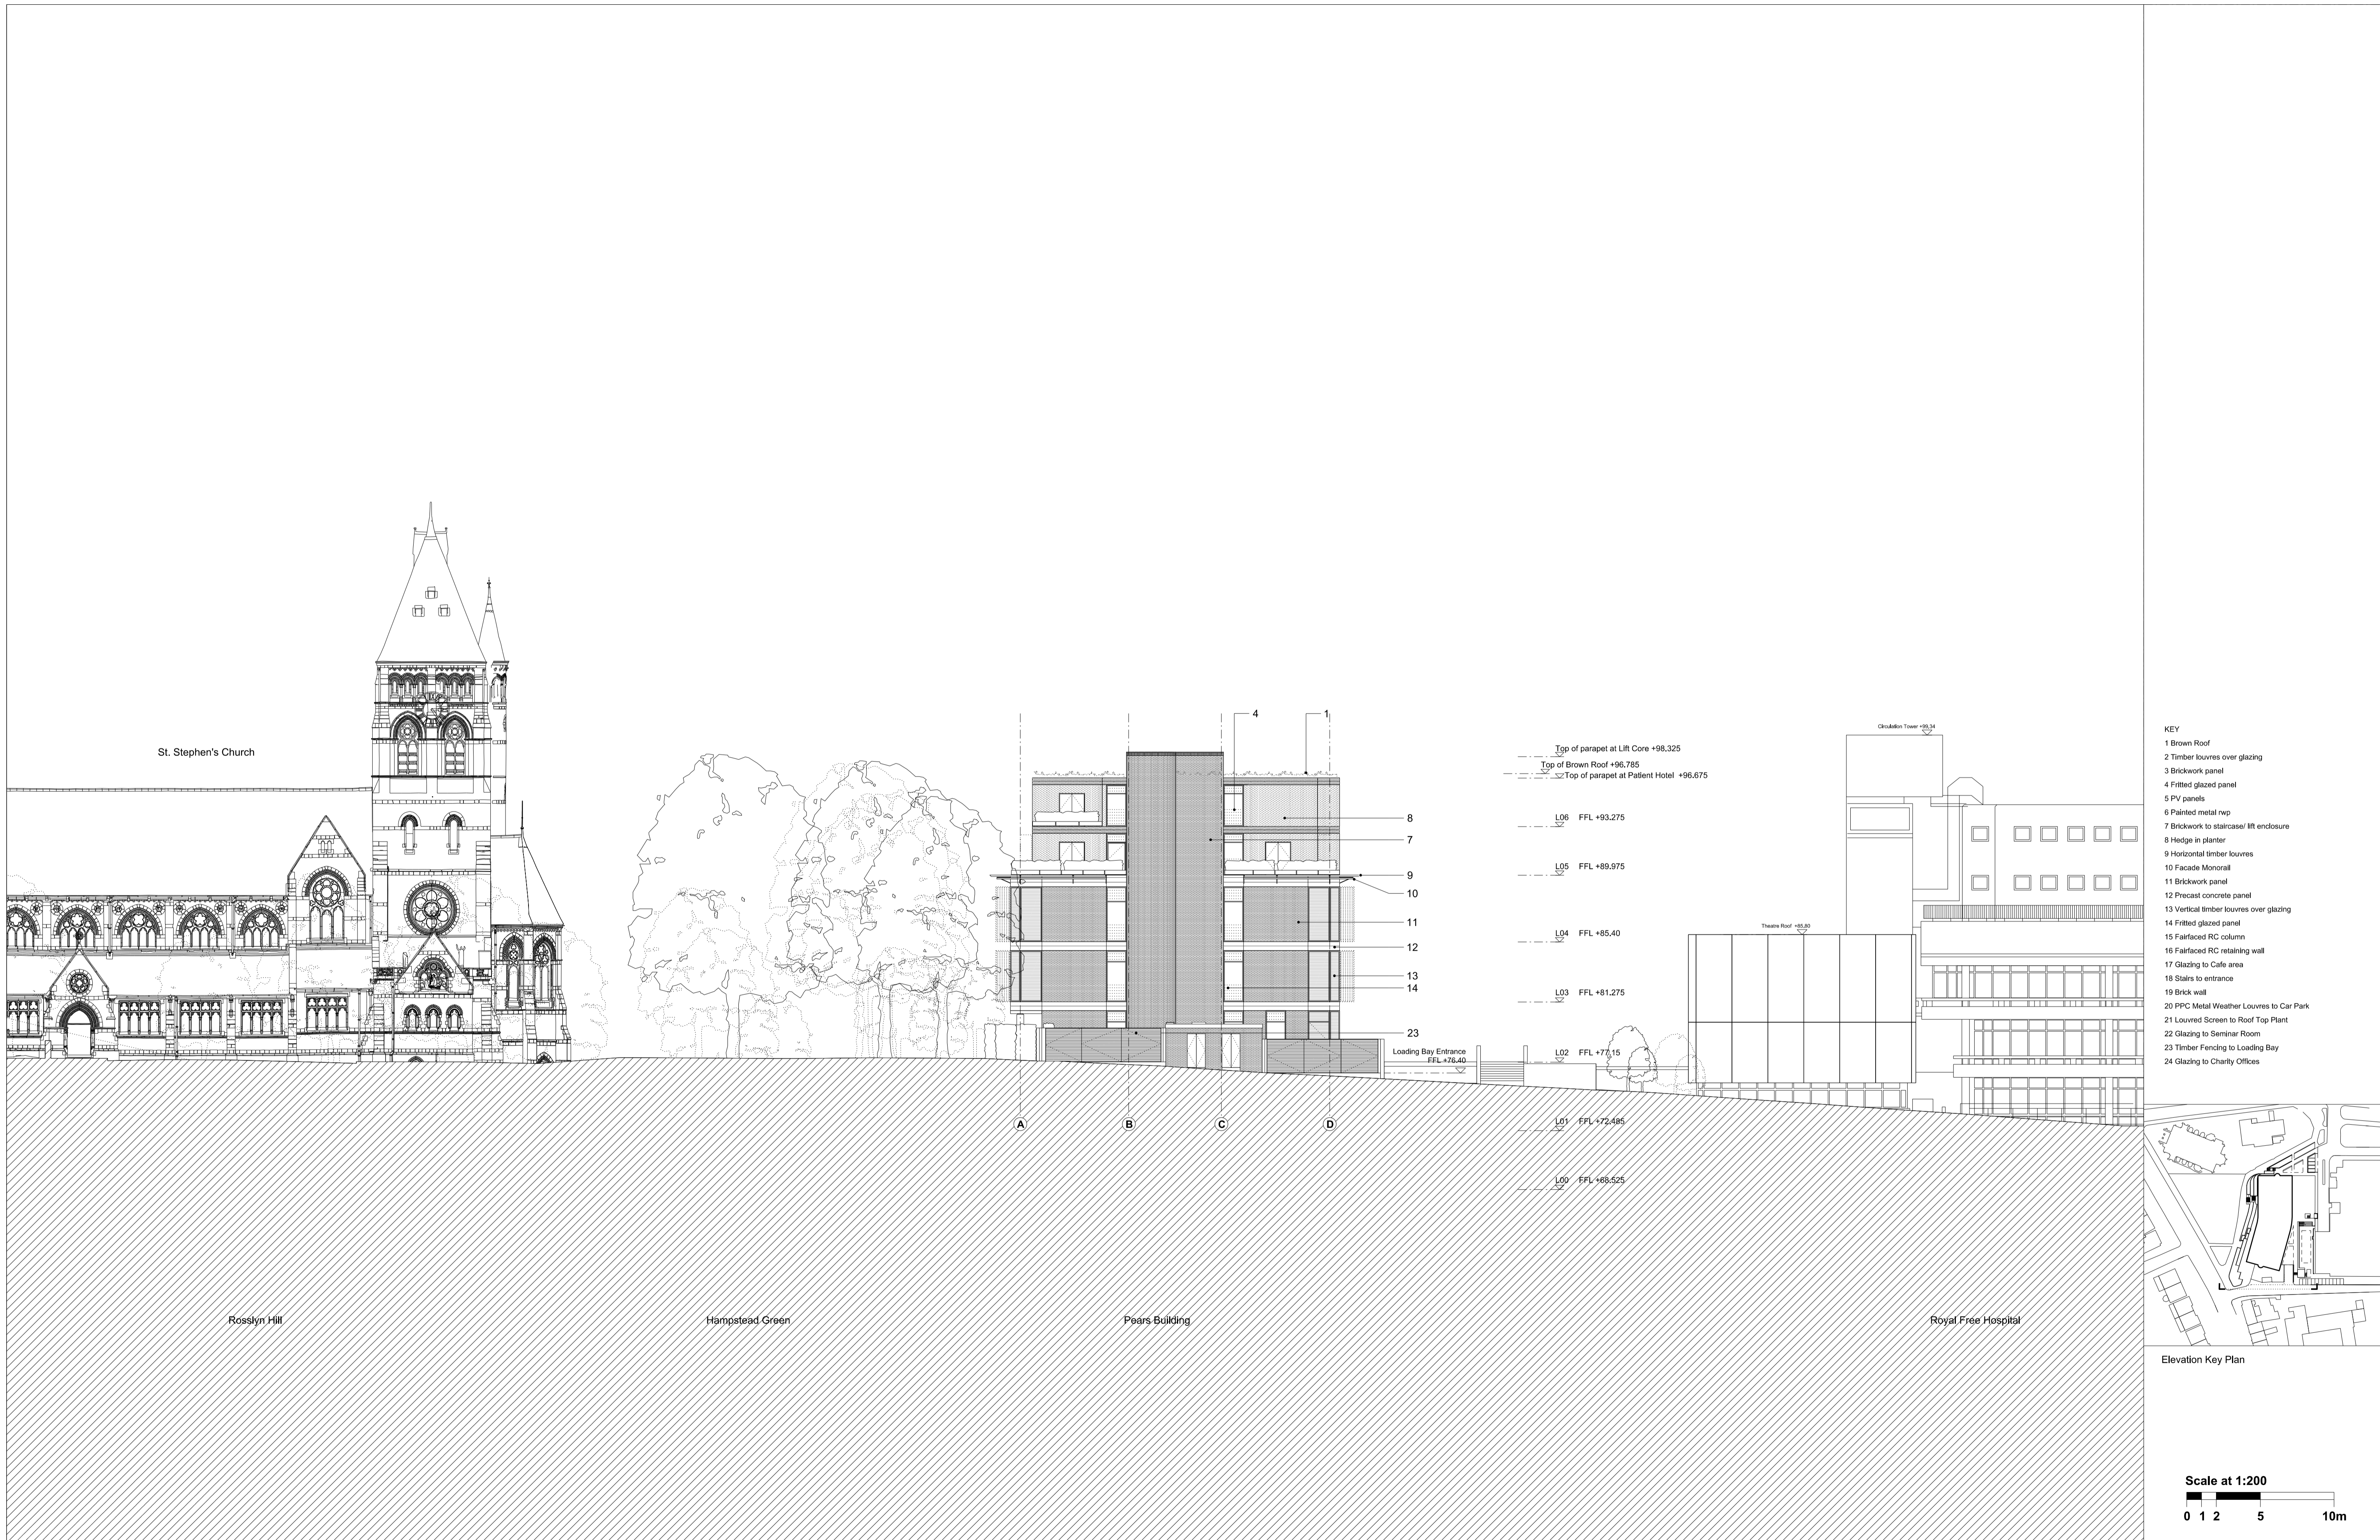 St. Stephen's Church
4
1
8
7
9
10
11
12
13
14
23
A
B
C
D
Top of parapet at Lift Core +98.325
Top of Brown Roof +96.785
Top of parapet at Patient Hotel +96.675
L06 FFL +93.275
L05 FFL +89.975
L04 FFL +85.40
L03 FFL +81.275
Loading Bay Entrance
FFL +76.40
L02 FFL +77.15
L01 FFL +72.485
L00 FFL +68.525
Circulation Tower +99.34
Theatre Roof +85.80
Rosslyn Hill
Hampstead Green
Pears Building
Royal Free Hospital
KEY
1 Brown Roof
2 Timber louvres over glazing
3 Brickwork panel
4 Fritted glazed panel
5 PV panels
6 Painted metal rwp
7 Brickwork to staircase/ lift enclosure
8 Hedge in planter
9 Horizontal timber louvres
10 Facade Monorail
11 Brickwork panel
12 Precast concrete panel
13 Vertical timber louvres over glazing
14 Fritted glazed panel
15 Fairfaced RC column
16 Fairfaced RC retaining wall
17 Glazing to Cafe area
18 Stairs to entrance
19 Brick wall
20 PPC Metal Weather Louvres to Car Park
21 Louvred Screen to Roof Top Plant
22 Glazing to Seminar Room
23 Timber Fencing to Loading Bay
24 Glazing to Charity Offices
Elevation Key Plan
Scale at 1:200
0 1 2 5 10m